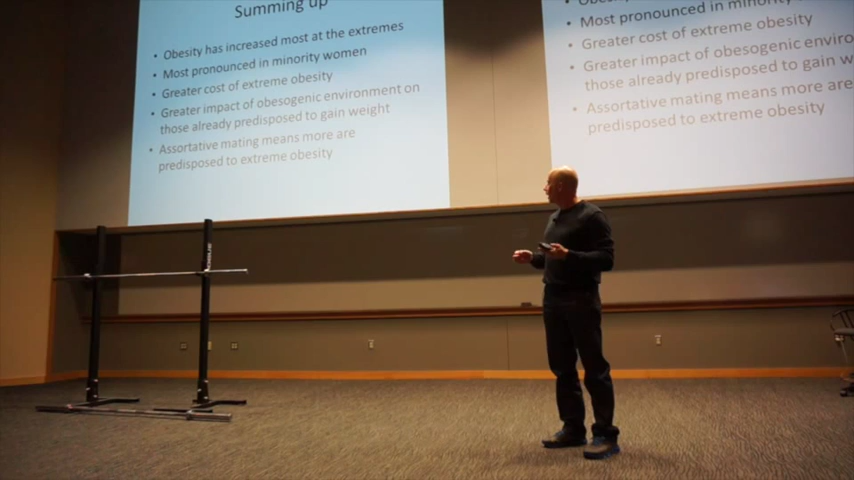 Summing up
• Obesity has increased most at the extremes
• Most pronounced in minority women
• Greater cost of extreme obesity
• Greater impact of obesogenic environment on
those already predisposed to gain weight
• Assortative mating means more are
predisposed to extreme obesity
• Most pronounced in minority
• Greater cost of extreme obesity
• Greater impact of obesogenic
those already predisposed to gain
• Assortative mating means more are
predisposed to extreme obesity